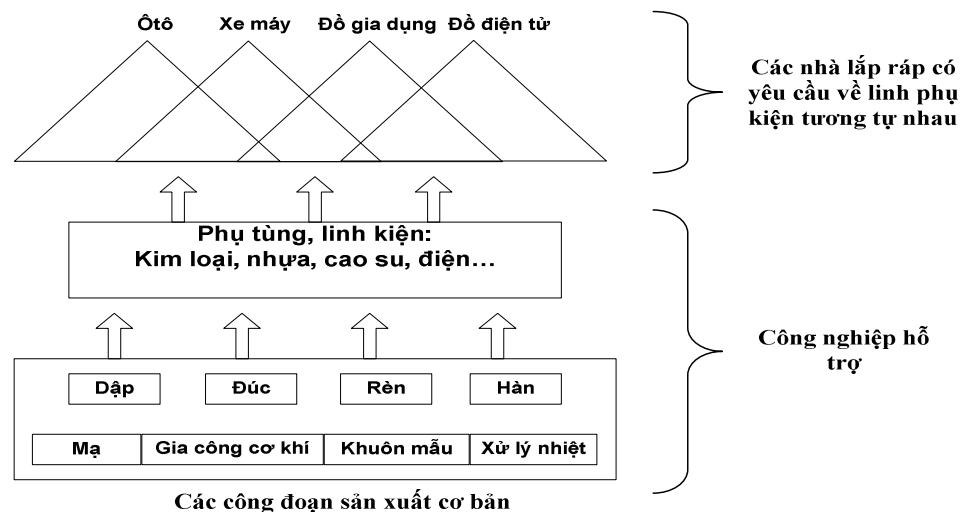 Ôtô Xe máy Đồ gia dụng Đồ điện tử
Các nhà lắp ráp có
yêu cầu về linh phụ
kiện tương tự nhau
Phụ tùng, linh kiện:
Kim loại, nhựa, cao su, điện...
Công nghiệp hỗ
trợ
Dập Đúc Rèn Hàn
Mạ Gia công cơ khí Khuôn mẫu Xử lý nhiệt
Các công đoạn sản xuất cơ bản